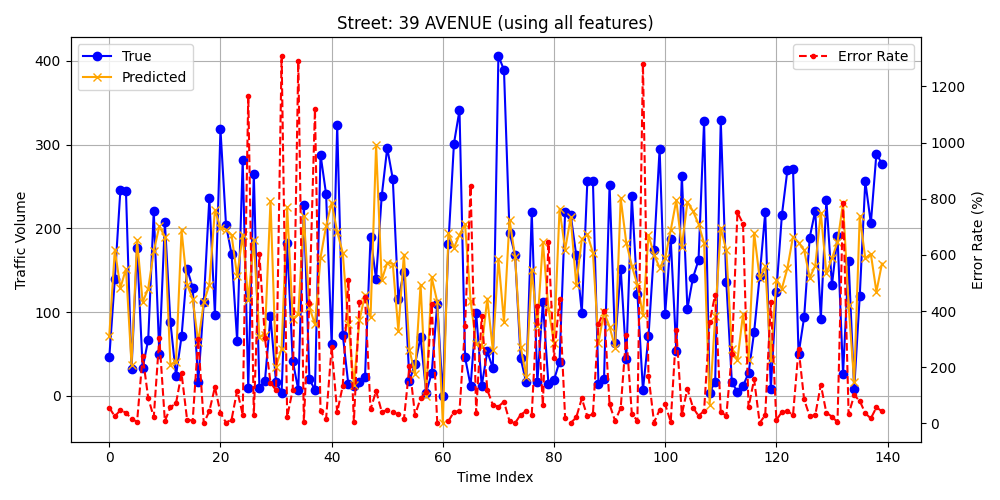 Street: 39 AVENUE (using all features)
True
Predicted
Error Rate
400
300
200
100
0
Traffic Volume
1200
1000
800
600
400
200
0
Error Rate (%)
0 20 40 60 80 100 120 140
Time Index